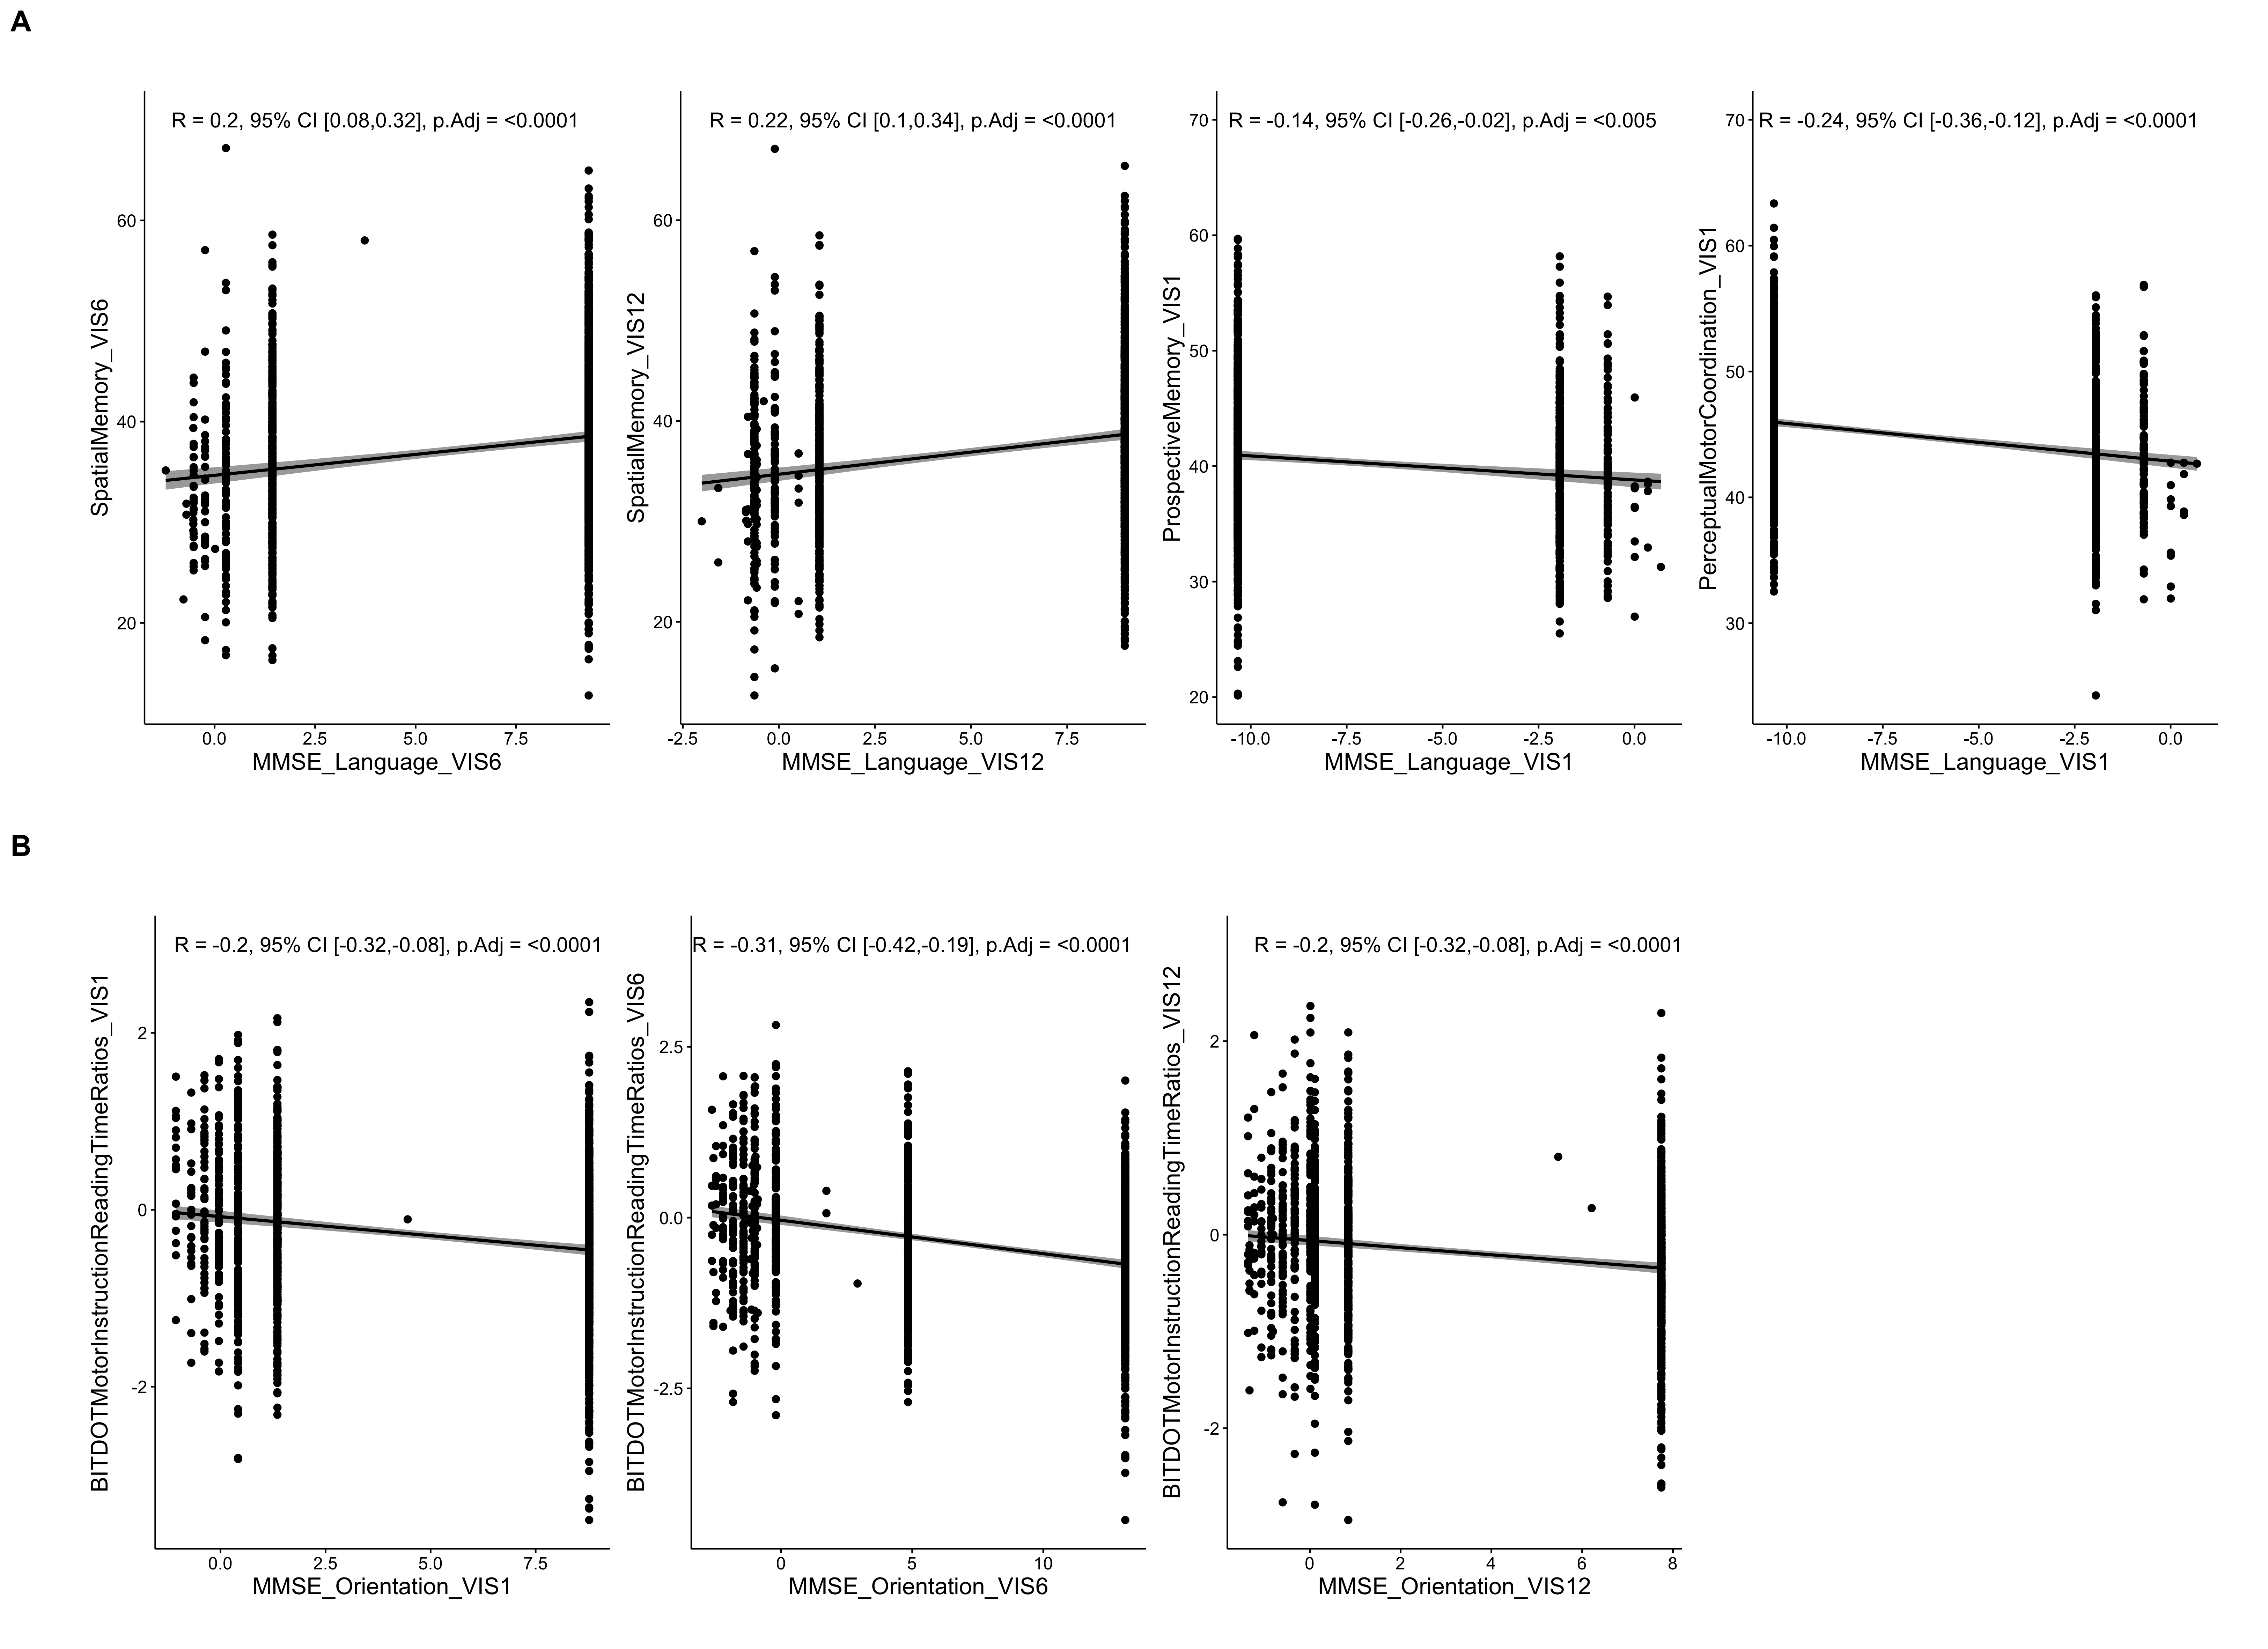 A
R = 0.2, 95% CI [0.08,0.32], p.Adj = <0.0001
60
40
20
SpatialMemory_VIS6
0.0 2.5 5.0 7.5
MMSE_Language_VIS6
R = 0.22, 95% CI [0.1,0.34], p.Adj = <0.0001
60
40
20
SpatialMemory_VIS12
-2.5 0.0 2.5 5.0 7.5
MMSE_Language_VIS12
R = -0.14, 95% CI [-0.26,-0.02], p.Adj = <0.005
70
60
50
40
30
20
ProspectiveMemory_VIS1
-10.0 -7.5 -5.0 -2.5 0.0
MMSE_Language_VIS1
R = -0.24, 95% CI [-0.36,-0.12], p.Adj = <0.0001
70
60
50
40
30
PerceptualMotorCoordination_VIS1
-10.0 -7.5 -5.0 -2.5 0.0
MMSE_Language_VIS1
B
R = -0.2, 95% CI [-0.32,-0.08], p.Adj = <0.0001
2
0
-2
BITDOTMotorInstructionReadingTimeRatios_VIS1
0.0 2.5 5.0 7.5
MMSE_Orientation_VIS1
R = -0.31, 95% CI [-0.42,-0.19], p.Adj = <0.0001
2.5
0.0
-2.5
BITDOTMotorInstructionReadingTimeRatios_VIS6
0 5 10
MMSE_Orientation_VIS6
R = -0.2, 95% CI [-0.32,-0.08], p.Adj = <0.0001
2
0
-2
BITDOTMotorInstructionReadingTimeRatios_VIS12
0 2 4 6 8
MMSE_Orientation_VIS12